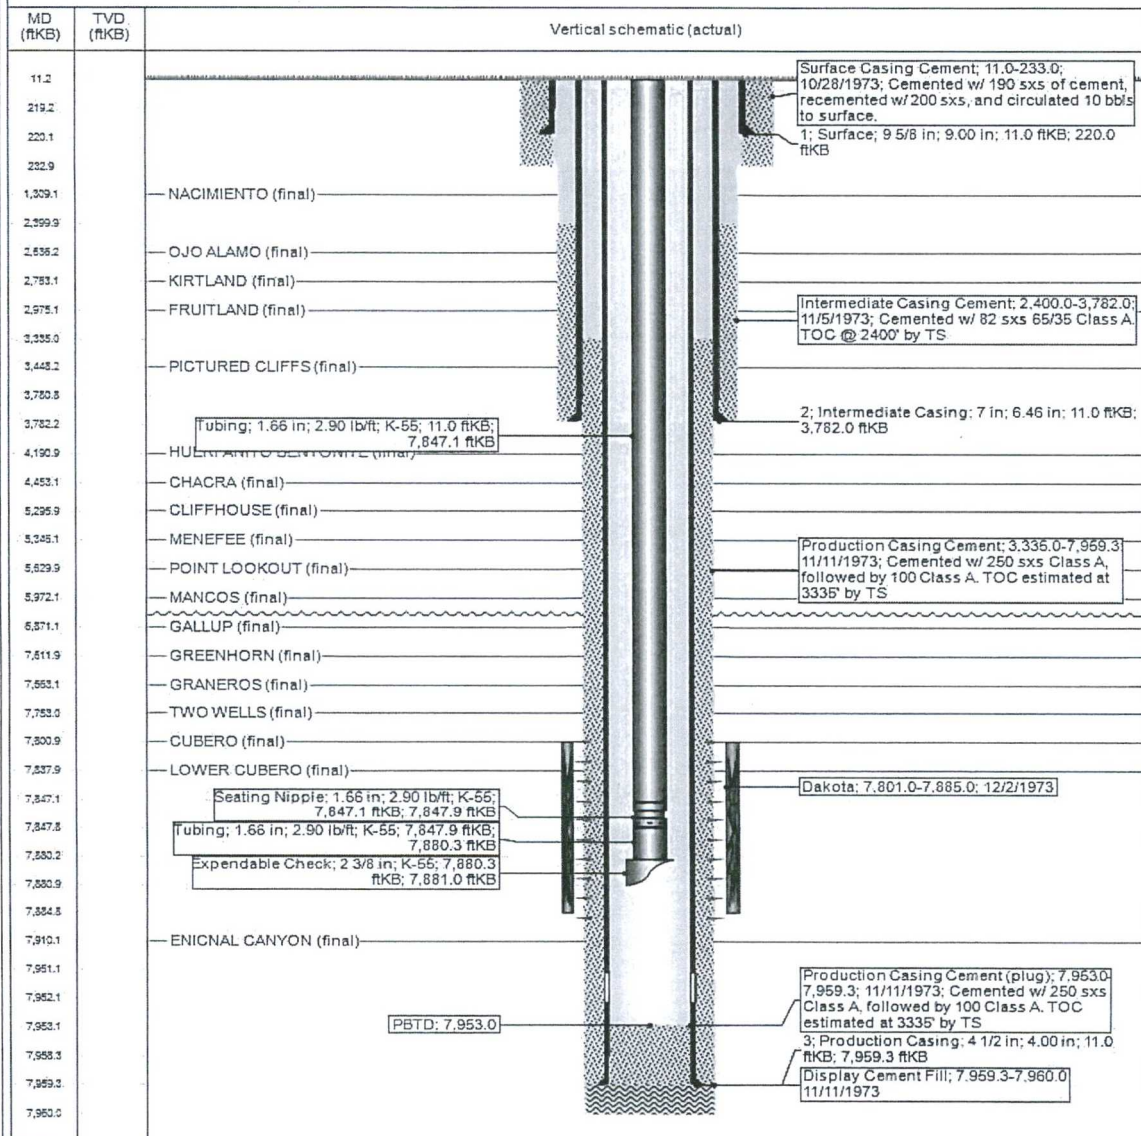 MD (ftKB)
TVD (ftKB)
Vertical schematic (actual)
11.2
219.2
220.1
232.9
1,309.1
2,399.9
2,636.2
2,783.1
2,975.1
3,335.0
3,448.2
3,780.8
3,782.2
4,190.9
4,453.1
5,295.9
5,345.1
5,629.9
5,972.1
6,871.1
7,611.9
7,663.1
7,753.0
7,800.9
7,837.9
7,847.1
7,847.8
7,880.2
7,880.9
7,884.8
7,910.1
7,951.1
7,952.1
7,953.1
7,958.3
7,959.3
7,960.0
NACIMIENTO (final)
OJO ALAMO (final)
KIRTLAND (final)
FRUITLAND (final)
PICTURED CLIFFS (final)
Tubing; 1.66 in; 2.90 lb/ft; K-55; 11.0 ftKB;
7,847.1 ftKB
HUERFANITO BENTONITE (final)
CHACRA (final)
CLIFFHOUSE (final)
MENEFEE (final)
POINT LOOKOUT (final)
MANCOS (final)
GALLUP (final)
GREENHORN (final)
GRANEROS (final)
TWO WELLS (final)
CUBERO (final)
LOWER CUBERO (final)
Seating Nipple; 1.66 in; 2.90 lb/ft; K-55;
7,847.1 ftKB; 7,847.9 ftKB
Tubing; 1.66 in; 2.90 lb/ft; K-55; 7,847.9 ftKB;
7,880.3 ftKB
Expendable Check; 2 3/8 in; K-55; 7,880.3
ftKB; 7,881.0 ftKB
ENICNAL CANYON (final)
PBTD; 7,953.0
Surface Casing Cement; 11.0-233.0;
10/28/1973; Cemented w/ 190 sxs of cement,
recemented w/ 200 sxs, and circulated 10 bbls
to surface.
1; Surface; 9 5/8 in; 9.00 in; 11.0 ftKB; 220.0
ftKB
Intermediate Casing Cement; 2,400.0-3,782.0;
11/5/1973; Cemented w/ 82 sxs 65/35 Class A.
TOC @ 2400' by TS
2; Intermediate Casing; 7 in; 6.46 in; 11.0 ftKB;
3,782.0 ftKB
Production Casing Cement; 3,335.0-7,959.3;
11/11/1973; Cemented w/ 250 sxs Class A,
followed by 100 Class A. TOC estimated at
3335' by TS
Dakota; 7,801.0-7,885.0; 12/2/1973
Production Casing Cement (plug); 7,953.0-
7,959.3; 11/11/1973; Cemented w/ 250 sxs
Class A, followed by 100 Class A. TOC
estimated at 3335' by TS
3; Production Casing; 4 1/2 in; 4.00 in; 11.0
ftKB; 7,959.3 ftKB
Display Cement Fill; 7,959.3-7,960.0
11/11/1973